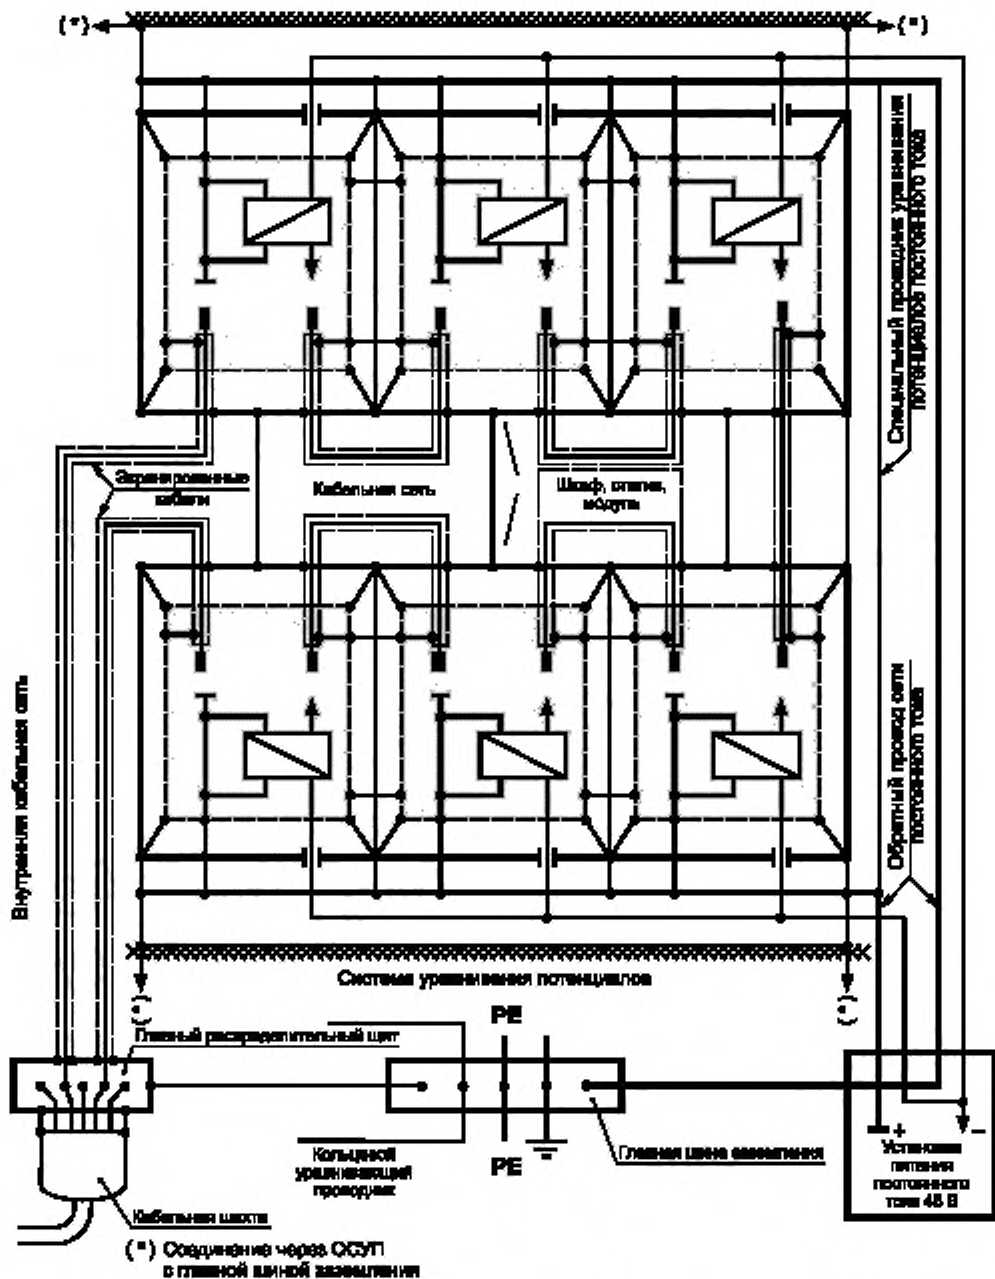 (*)
(*)
Специальный проводник уравнивания
потенциалов постоянного тока
Экранированные
кабели
Кабельная сеть
Шкаф, статив,
модуль
Внутренняя кабельная сеть
Обратный провод сети
постоянного тока
Система уравнивания потенциалов
(*)
(*)
Главный распределительный щит
PE
Кольцевой
уравнивающий
проводник
PE
Главная шина заземления
+
–
Установка
питания
постоянного
тока 48 В
Кабельная шахта
(*) Соединение через ОСУП
с главной шиной заземления